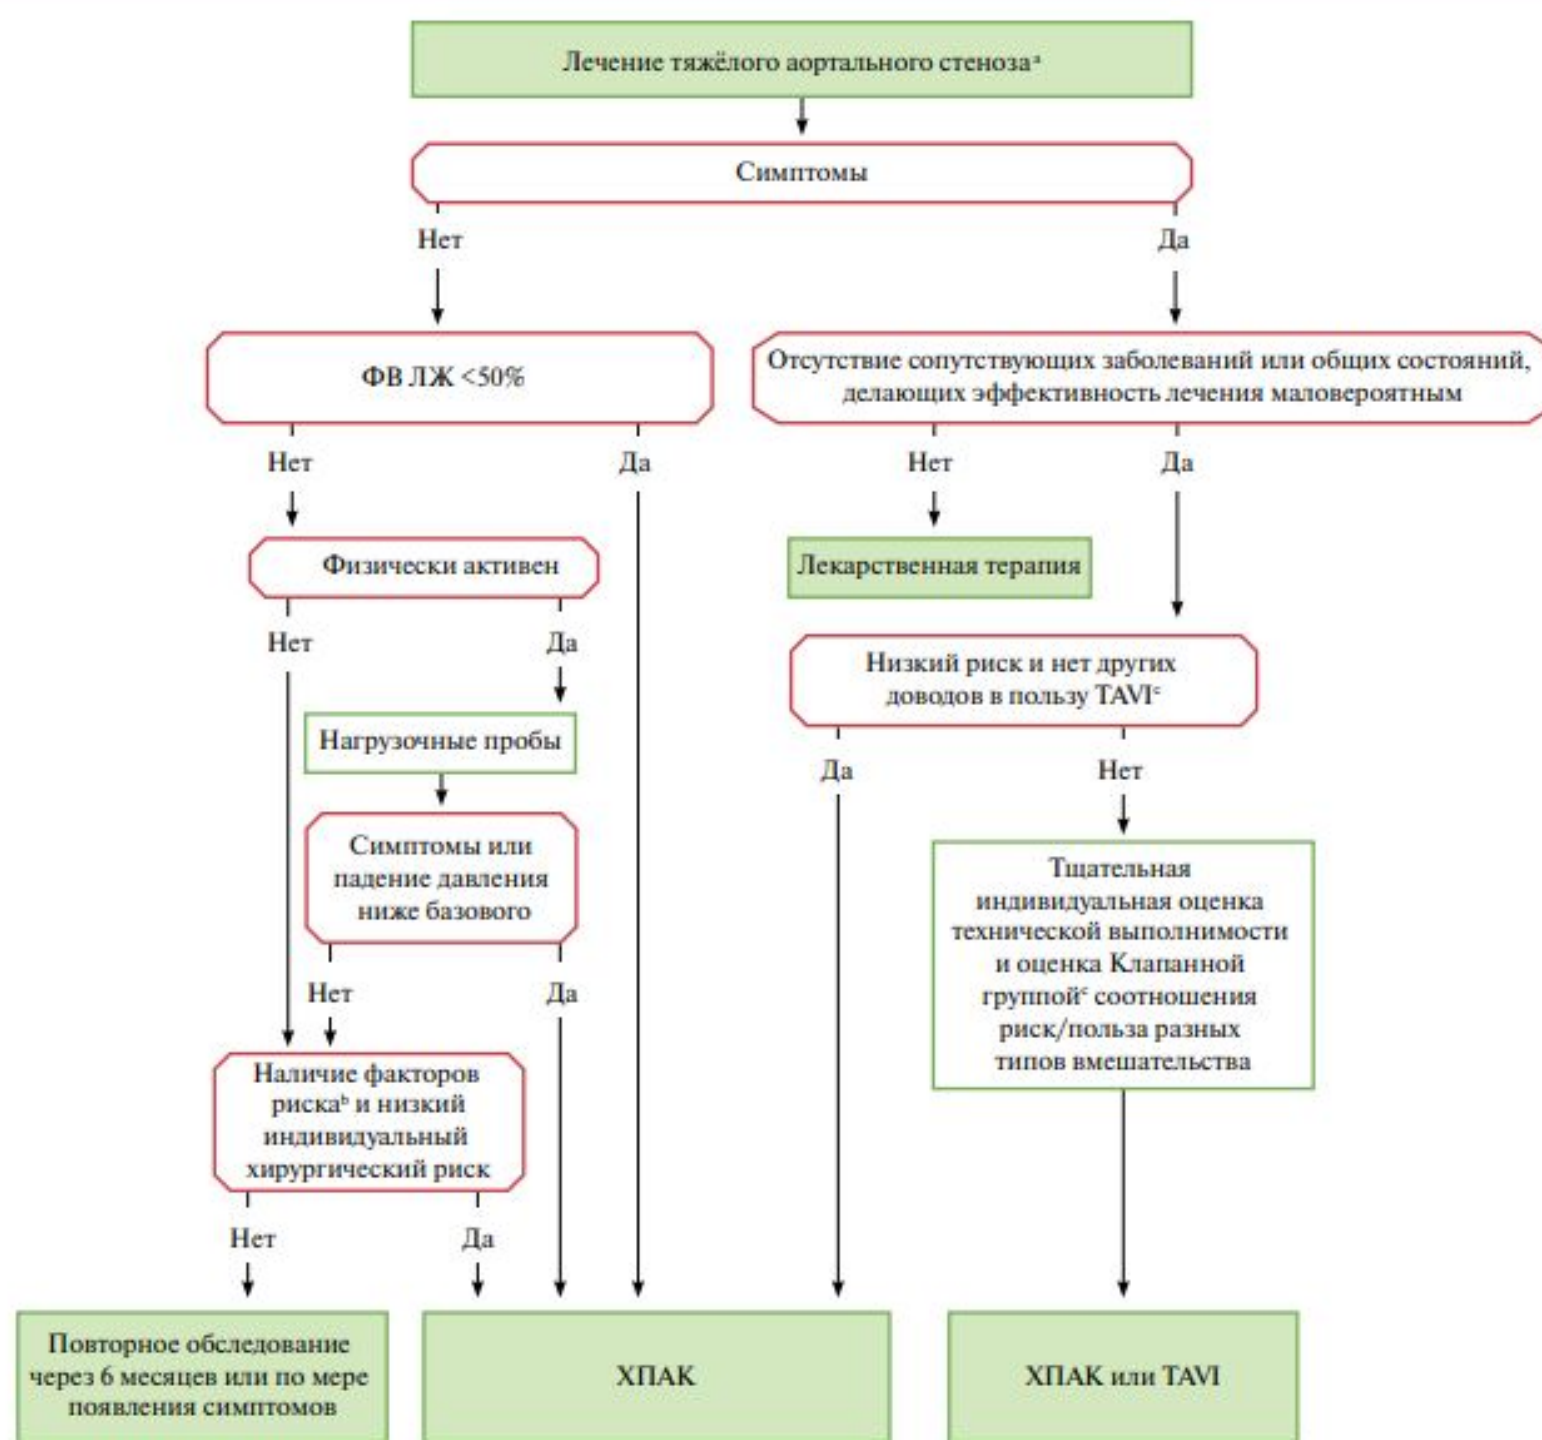 Лечение тяжёлого аортального стенозаᵃ
Симптомы
Нет
Да
ФВ ЛЖ <50%
Отсутствие сопутствующих заболеваний или общих состояний,
делающих эффективность лечения маловероятным
Нет
Да
Нет
Да
Физически активен
Лекарственная терапия
Нет
Да
Низкий риск и нет других
доводов в пользу TAVIᶜ
Нагрузочные пробы
Да
Нет
Симптомы или
падение давления
ниже базового
Тщательная
индивидуальная оценка
технической выполнимости
и оценка Клапанной
группойᶜ соотношения
риск/польза разных
типов вмешательства
Нет
Да
Наличие факторов
рискаᵇ и низкий
индивидуальный
хирургический риск
Нет
Да
Повторное обследование
через 6 месяцев или по мере
появления симптомов
ХПАК
ХПАК или TAVI